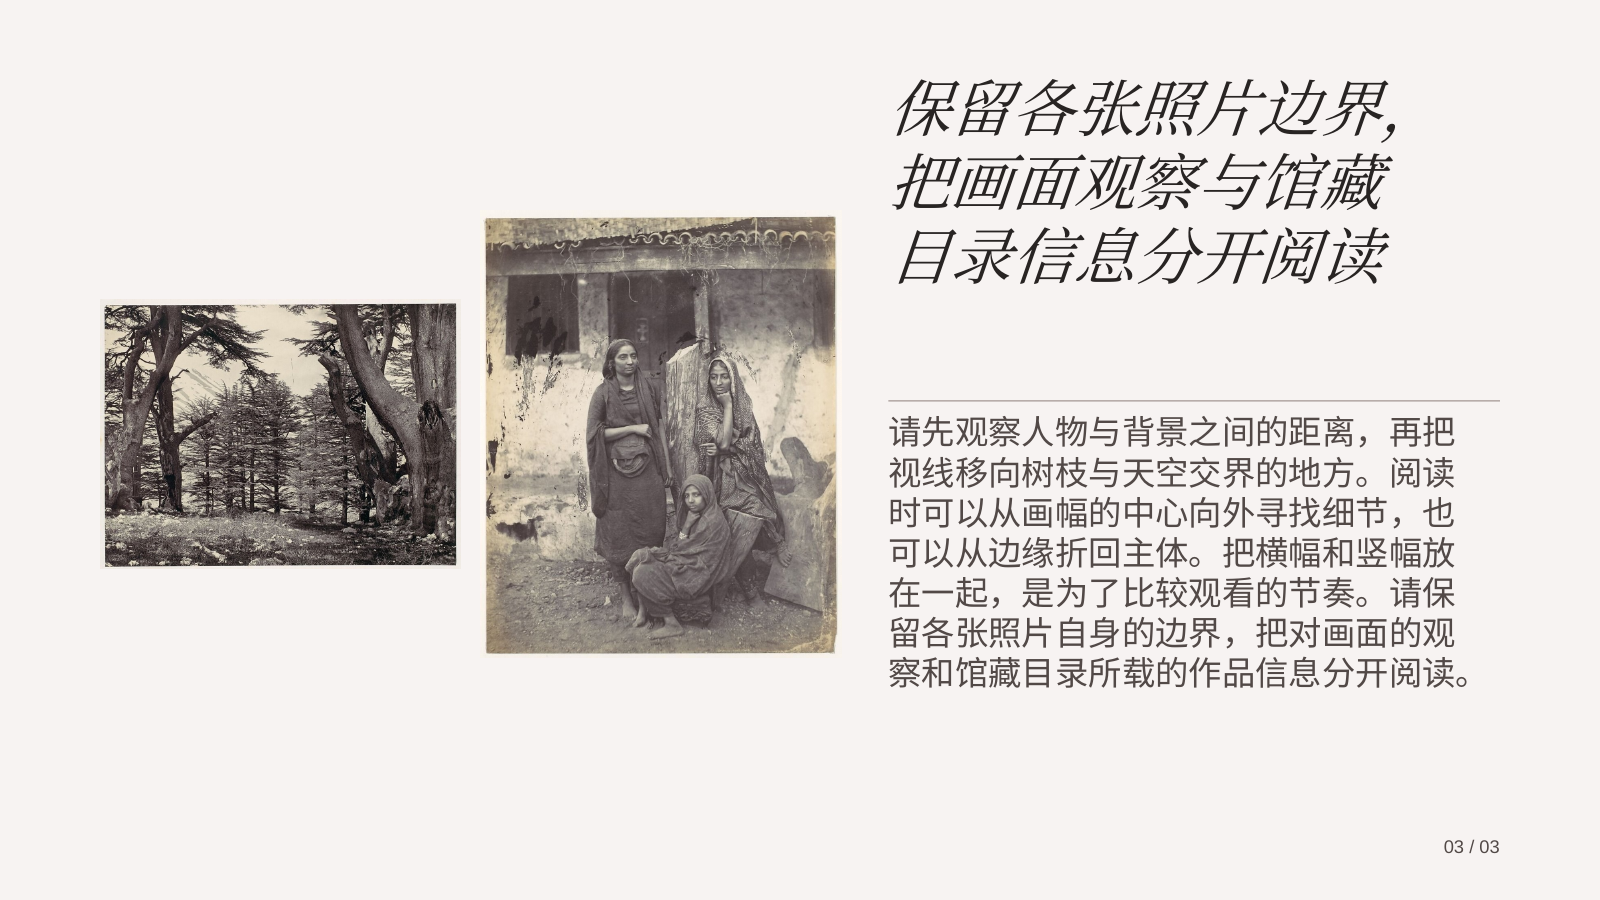 保留各张照片边界，
把画面观察与馆藏
目录信息分开阅读
请先观察人物与背景之间的距离，再把
视线移向树枝与天空交界的地方。阅读
时可以从画幅的中心向外寻找细节，也
可以从边缘折回主体。把横幅和竖幅放
在一起，是为了比较观看的节奏。请保
留各张照片自身的边界，把对画面的观
察和馆藏目录所载的作品信息分开阅读。
03 / 03